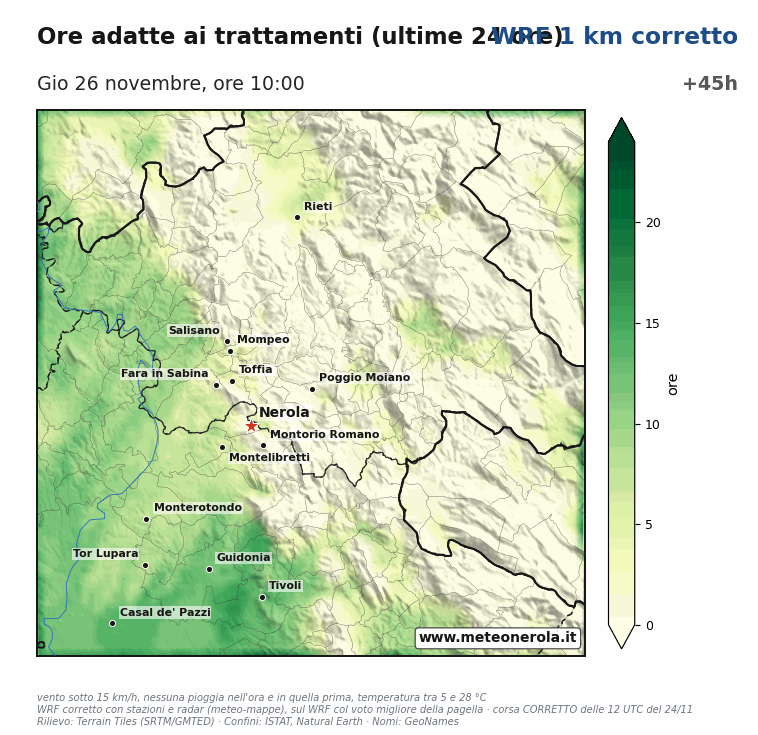 Ore adatte ai trattamenti (ultime 24 ore)
WRF 1 km corretto
Gio 26 novembre, ore 10:00
+45h
Rieti
Salisano
Mompeo
Toffia
Fara in Sabina
Poggio Moiano
Nerola
Montorio Romano
Montelibretti
Monterotondo
Tor Lupara
Guidonia
Tivoli
Casal de' Pazzi
www.meteonerola.it
20
15
10
5
0
ore
vento sotto 15 km/h, nessuna pioggia nell'ora e in quella prima, temperatura tra 5 e 28 °C
WRF corretto con stazioni e radar (meteo-mappe), sul WRF col voto migliore della pagella · corsa CORRETTO delle 12 UTC del 24/11
Rilievo: Terrain Tiles (SRTM/GMTED) · Confini: ISTAT, Natural Earth · Nomi: GeoNames